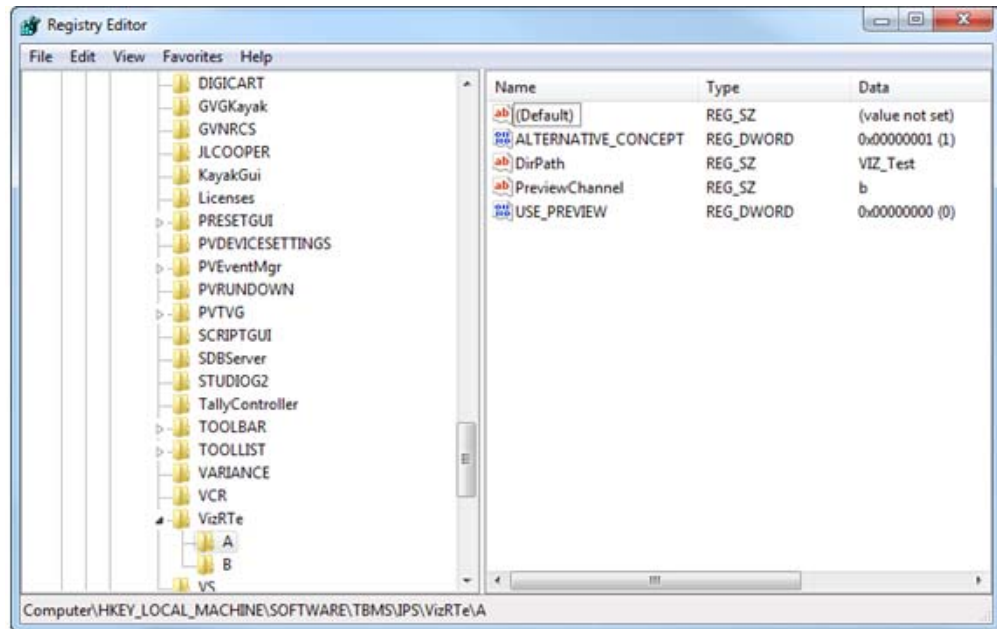 Registry Editor
File Edit View Favorites Help
DIGICART
GVGKayak
GVNRCS
JLCOOPER
KayakGui
Licenses
PRESETGUI
PVDEVICESETTINGS
PVEventMgr
PVRUNDOWN
PVTVG
SCRIPTGUI
SDBServer
STUDIOG2
TallyController
TOOLBAR
TOOLLIST
VARIANCE
VCR
VizRTe
A
B
VS
Name Type Data
(Default) REG_SZ (value not set)
ALTERNATIVE_CONCEPT REG_DWORD 0x00000001 (1)
DirPath REG_SZ VIZ_Test
PreviewChannel REG_SZ b
USE_PREVIEW REG_DWORD 0x00000000 (0)
Computer\HKEY_LOCAL_MACHINE\SOFTWARE\TBMS\IPS\VizRTe\A